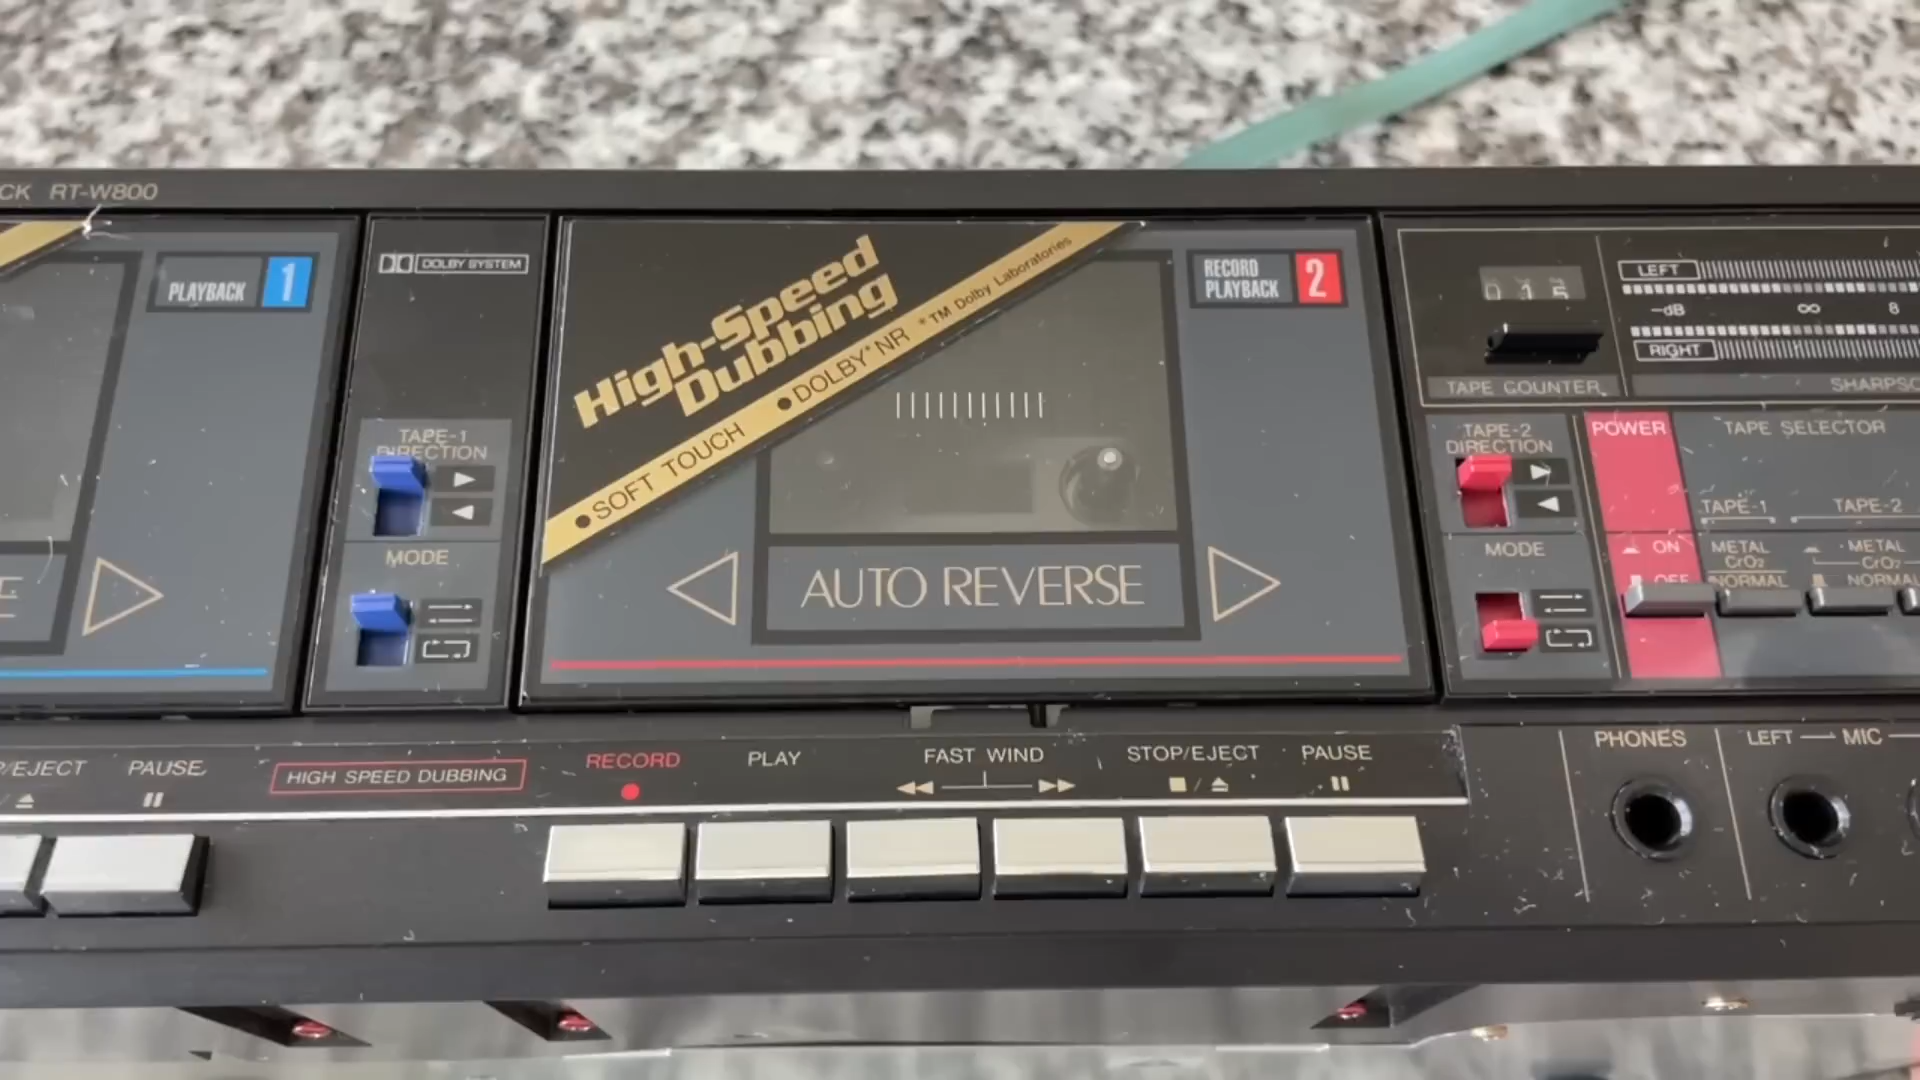 RT-W800
PLAYBACK 1
DOLBY SYSTEM
TAPE-1
DIRECTION
MODE
High-Speed
Dubbing
●SOFT TOUCH ●DOLBY*NR *TM Dolby Laboratories
RECORD
PLAYBACK 2
AUTO REVERSE
LEFT
-dB ∞ 8
RIGHT
TAPE COUNTER
TAPE-2
DIRECTION
MODE
POWER
ON
OFF
TAPE SELECTOR
TAPE-1 TAPE-2
METAL METAL
CrO2 CrO2
NORMAL
PAUSE
HIGH SPEED DUBBING
RECORD
PLAY
FAST WIND
STOP/EJECT
PAUSE
PHONES
LEFT MIC